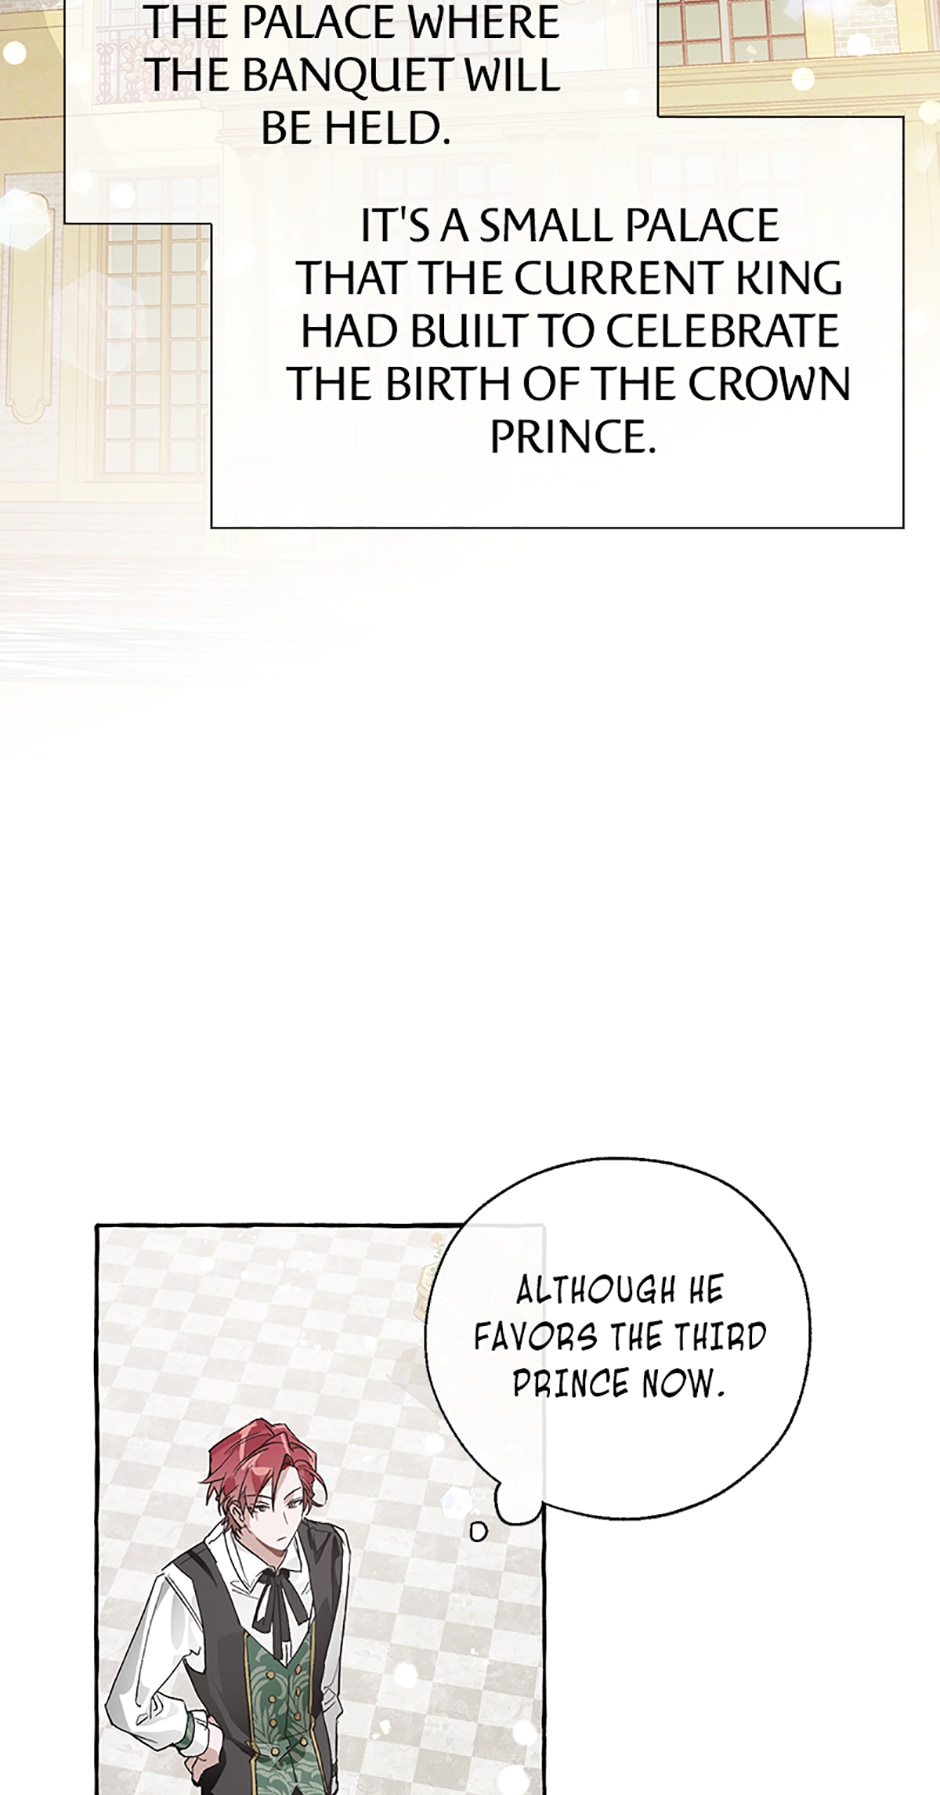 THE PALACE WHERE
THE BANQUET WILL
BE HELD.
IT'S A SMALL PALACE
THAT THE CURRENT KING
HAD BUILT TO CELEBRATE
THE BIRTH OF THE CROWN
PRINCE.
ALTHOUGH HE
FAVORS THE THIRD
PRINCE NOW.